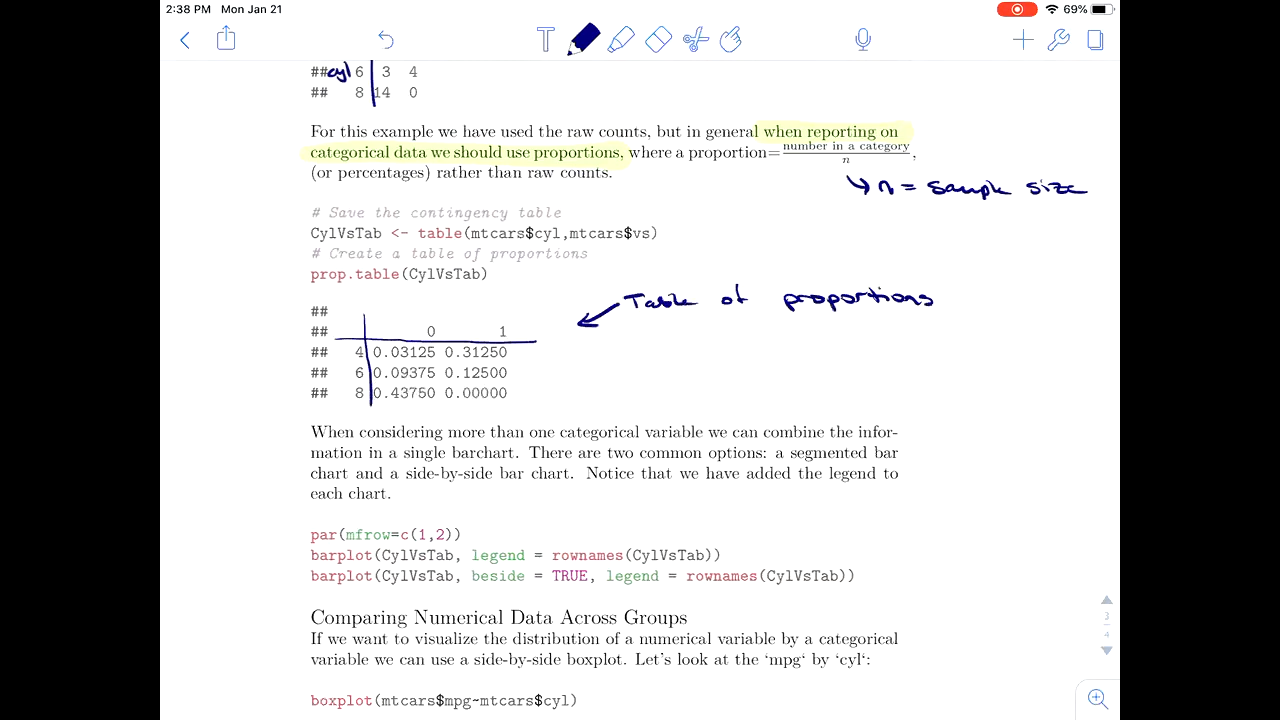 2:38 PM Mon Jan 21 69%
T
##cyl 6 3 4
## 8 14 0
For this example we have used the raw counts, but in general when reporting on
categorical data we should use proportions, where a proportion=number in a category/n,
(or percentages) rather than raw counts.
↳ n = sample size
# Save the contingency table
CylVsTab <- table(mtcars$cyl,mtcars$vs)
# Create a table of proportions
prop.table(CylVsTab)
Table of proportions
##
## 0 1
## 4 0.03125 0.31250
## 6 0.09375 0.12500
## 8 0.43750 0.00000
When considering more than one categorical variable we can combine the infor-
mation in a single barchart. There are two common options: a segmented bar
chart and a side-by-side bar chart. Notice that we have added the legend to
each chart.
par(mfrow=c(1,2))
barplot(CylVsTab, legend = rownames(CylVsTab))
barplot(CylVsTab, beside = TRUE, legend = rownames(CylVsTab))
3
4
Comparing Numerical Data Across Groups
If we want to visualize the distribution of a numerical variable by a categorical
variable we can use a side-by-side boxplot. Let's look at the `mpg` by `cyl`:
boxplot(mtcars$mpg~mtcars$cyl)